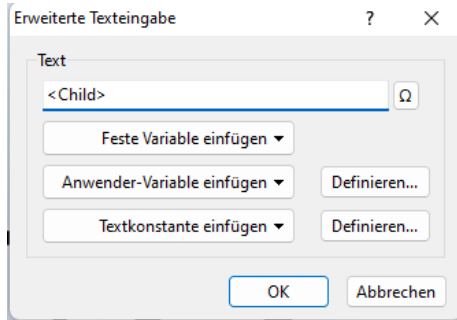 Erweiterte Texteingabe ? ×
Text
<Child> Ω
Feste Variable einfügen ▾
Anwender-Variable einfügen ▾ Definieren...
Textkonstante einfügen ▾ Definieren...
OK Abbrechen